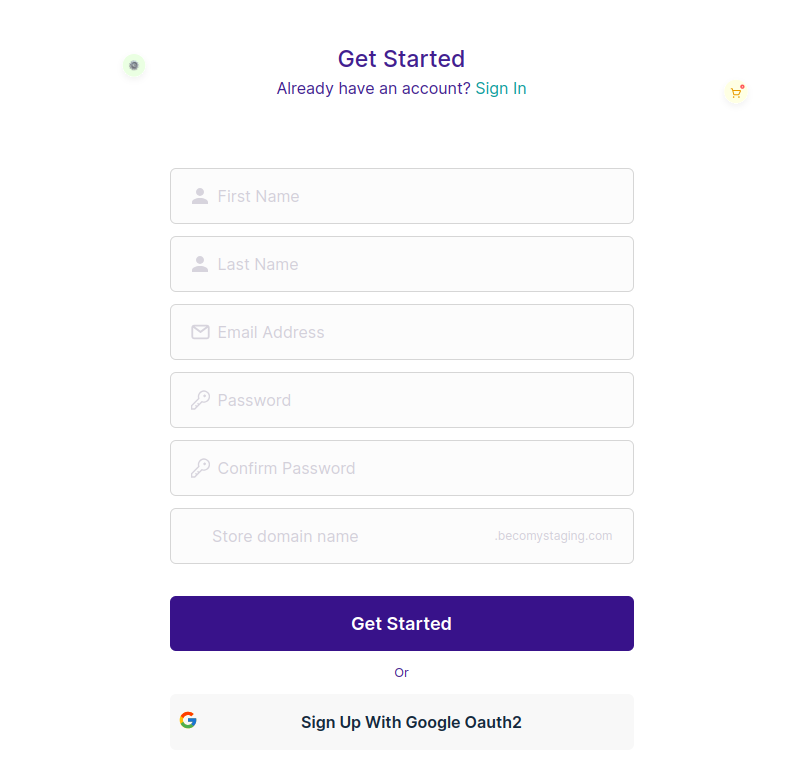 Get Started
Already have an account? Sign In
First Name
Last Name
Email Address
Password
Confirm Password
Store domain name .becomystaging.com
Get Started
Or
Sign Up With Google Oauth2